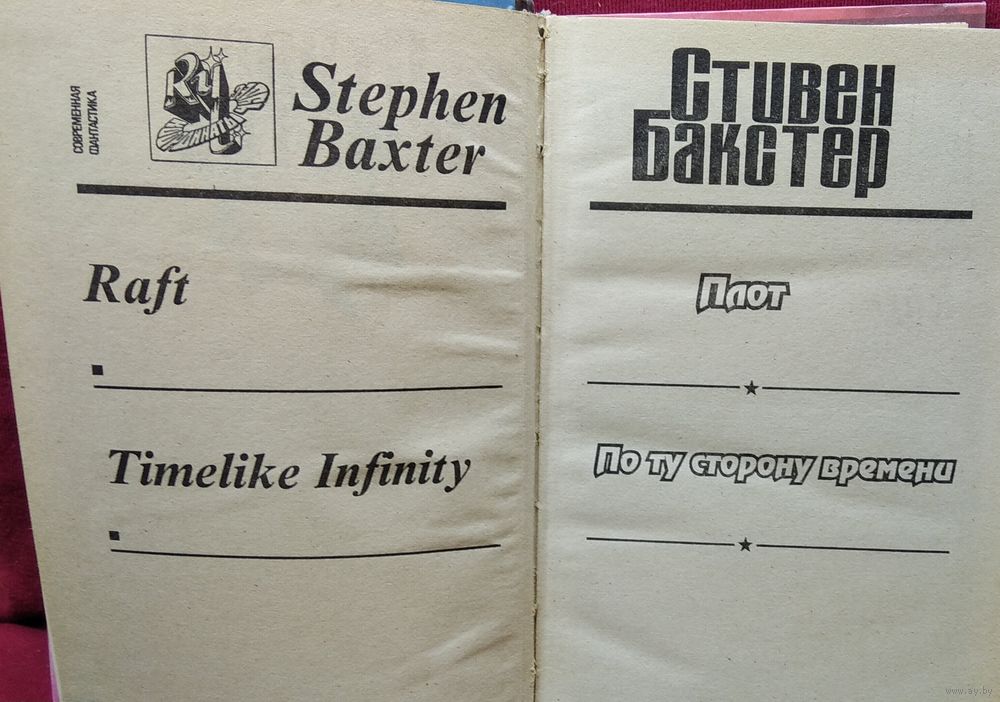 СОВРЕМЕННАЯ
ФАНТАСТИКА
Stephen
Baxter
Raft
Timelike Infinity
Стивен
Бакстер
Плот
По ту сторону времени
www.ay.by